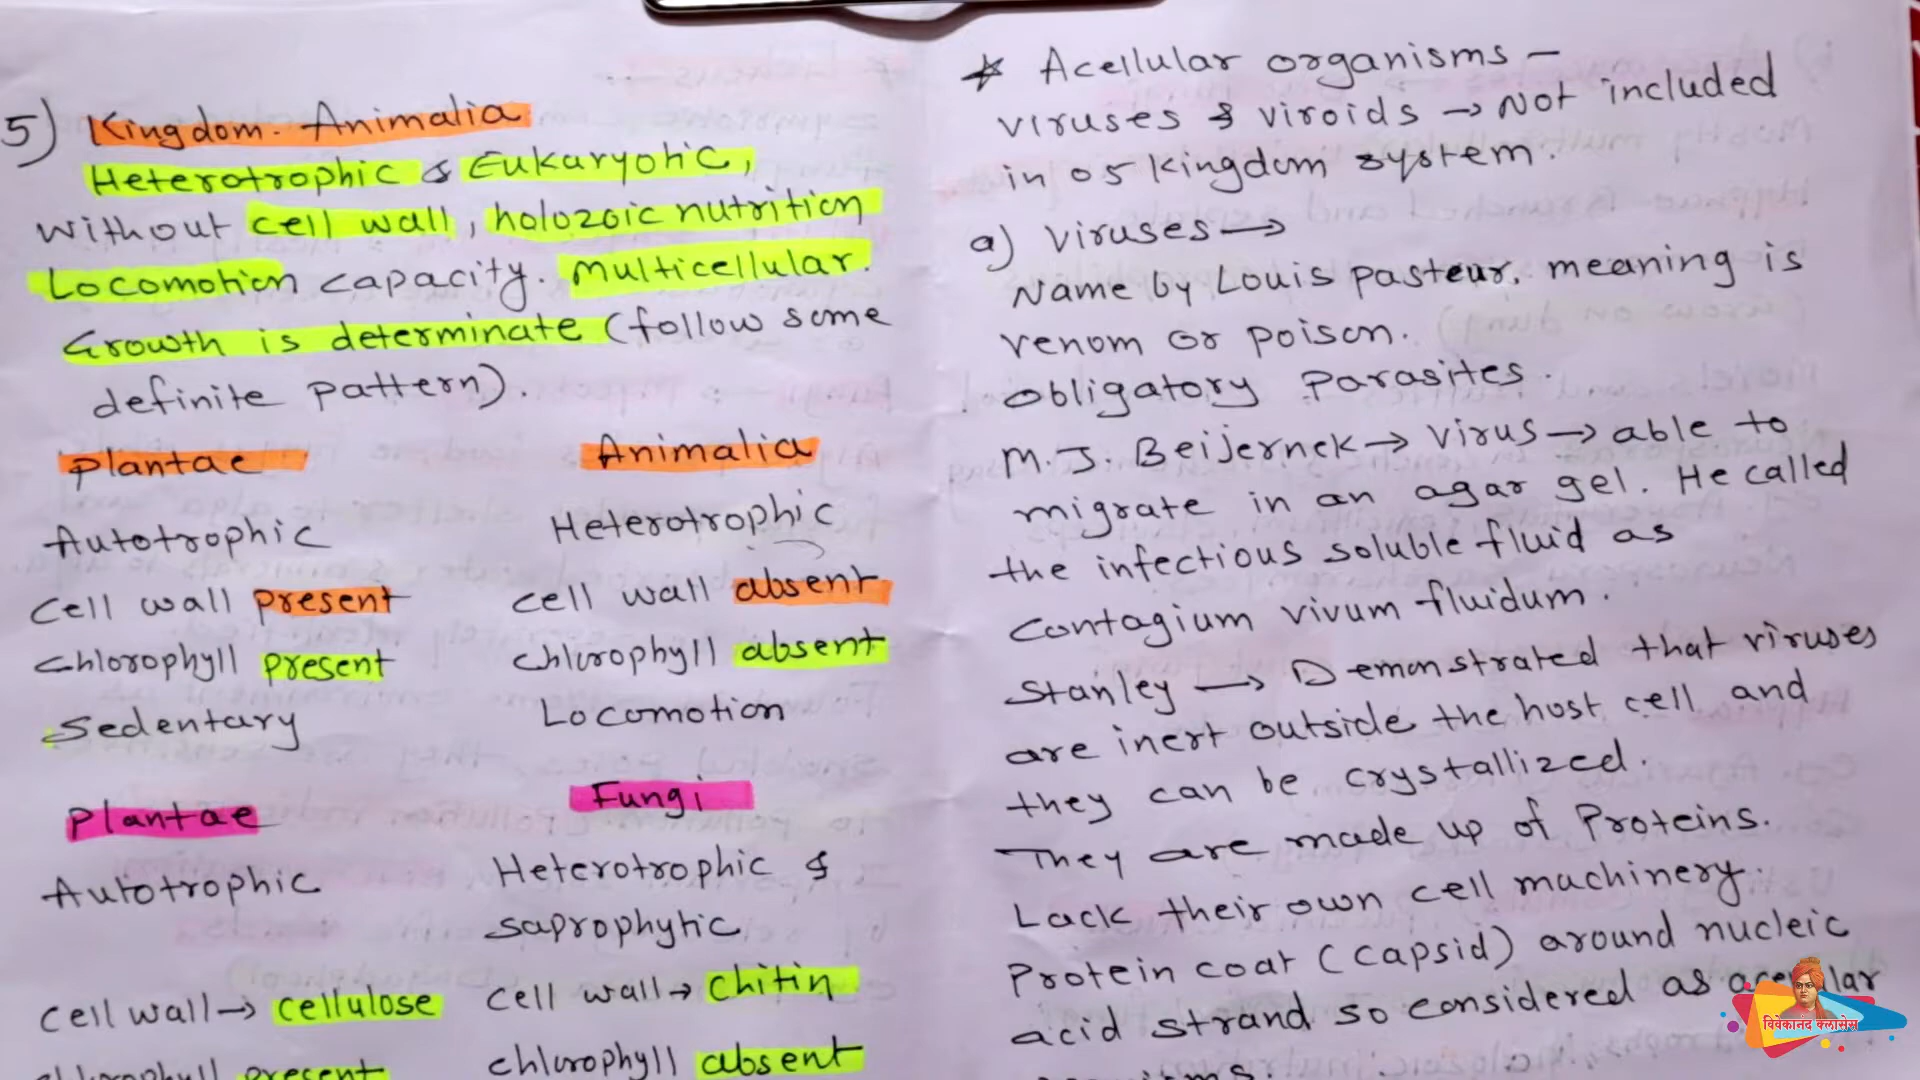 5) Kingdom. Animalia
Heterotrophic & Eukaryotic,
without cell wall, holozoic nutrition
Locomotion capacity. Multicellular.
Growth is determinate (follow some
definite pattern).
Plantae Animalia
Autotrophic Heterotrophic
Cell wall present cell wall absent
Chlorophyll present Chlorophyll absent
Sedentary Locomotion
Plantae Fungi
Autotrophic Heterotrophic &
saprophytic
cell wall→ cellulose cell wall→ chitin
chlorophyll present chlorophyll absent
* Acellular organisms –
viruses & viroids → Not included
in 05 kingdom system.
a) Viruses →
Name by Louis Pasteur. meaning is
venom or poison.
Obligatory Parasites.
M.J. Beijernek → virus → able to
migrate in an agar gel. He called
the infectious soluble fluid as
Contagium vivum fluidum.
Stanley → Demonstrated that viruses
are inert outside the host cell and
they can be crystallized.
They are made up of Proteins.
Lack their own cell machinery.
Protein coat (capsid) around nucleic
acid strand so considered as acellular
organisms.
विवेकानंद क्लासेस